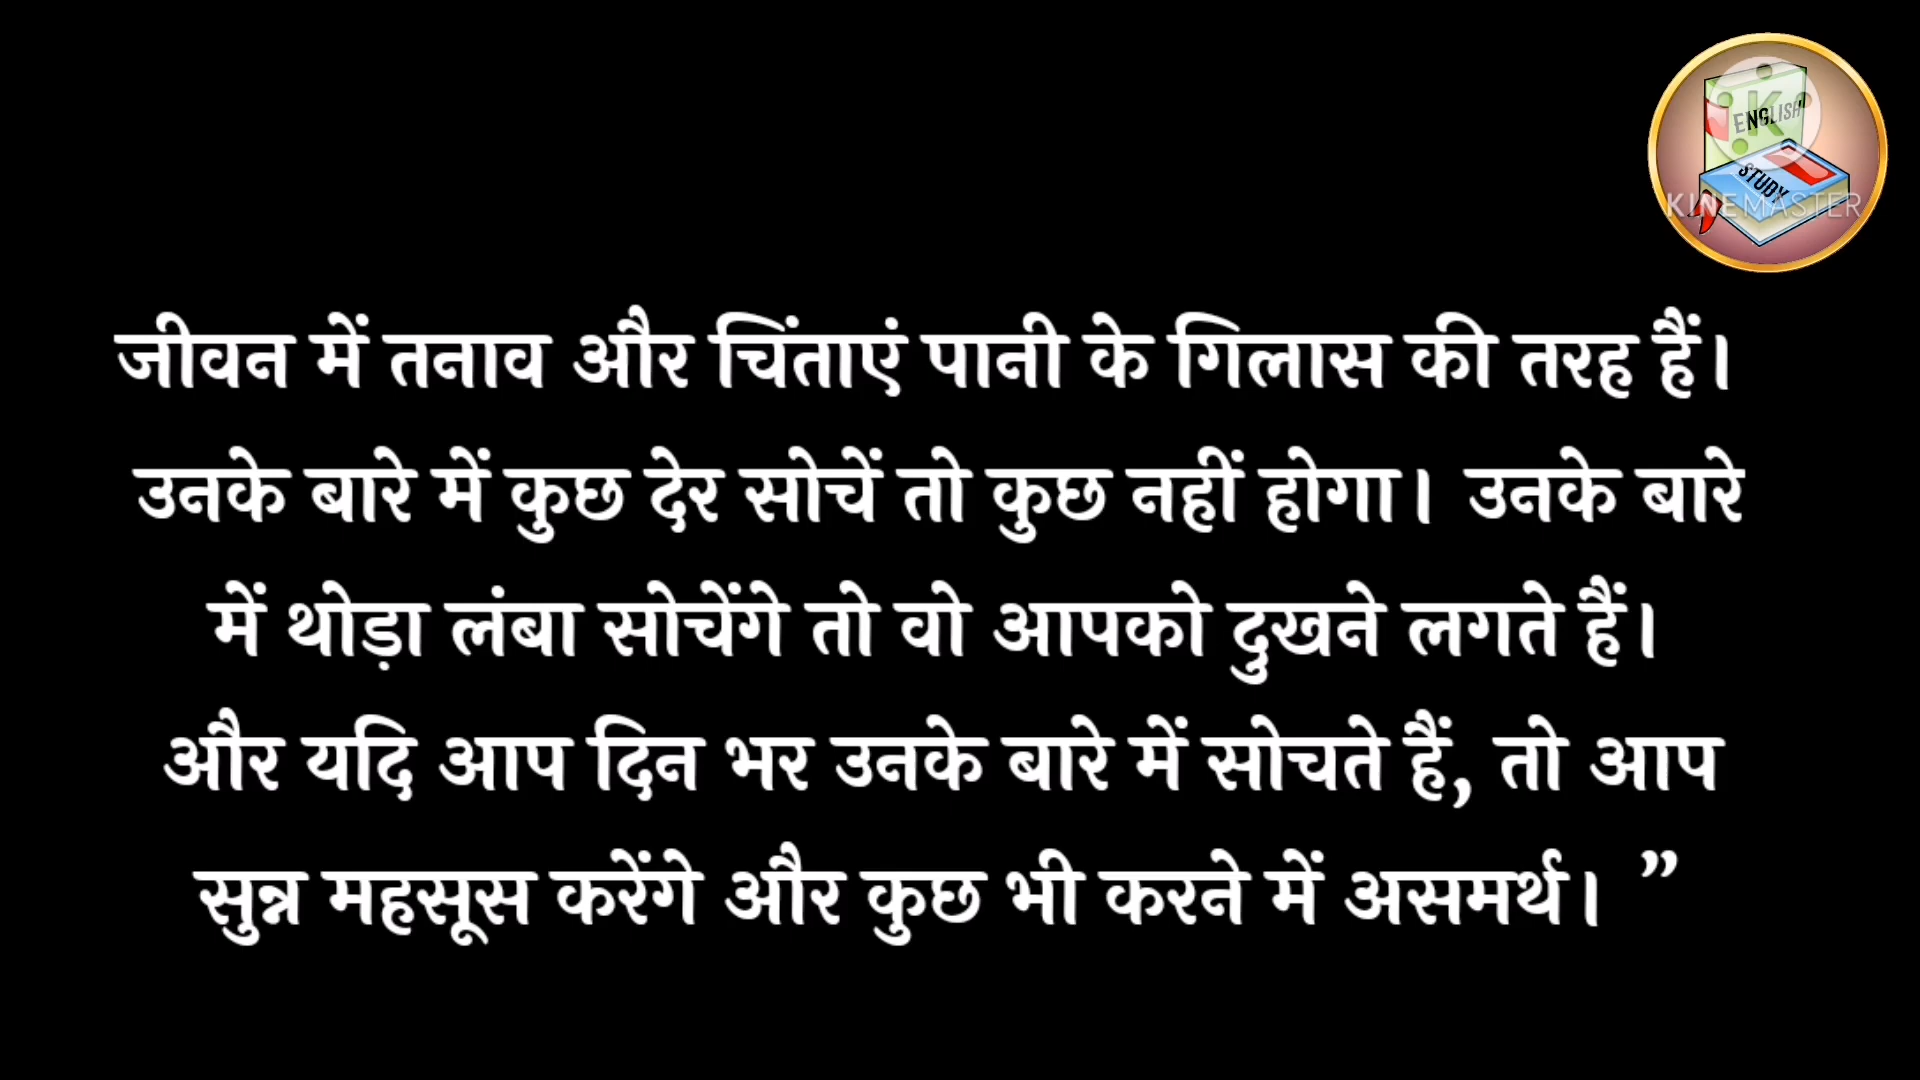 ENGLISH
STUDY
KINEMASTER
जीवन में तनाव और चिंताएं पानी के गिलास की तरह हैं।
उनके बारे में कुछ देर सोचें तो कुछ नहीं होगा। उनके बारे
में थोड़ा लंबा सोचेंगे तो वो आपको दुखने लगते हैं।
और यदि आप दिन भर उनके बारे में सोचते हैं, तो आप
सुन्न महसूस करेंगे और कुछ भी करने में असमर्थ। ”